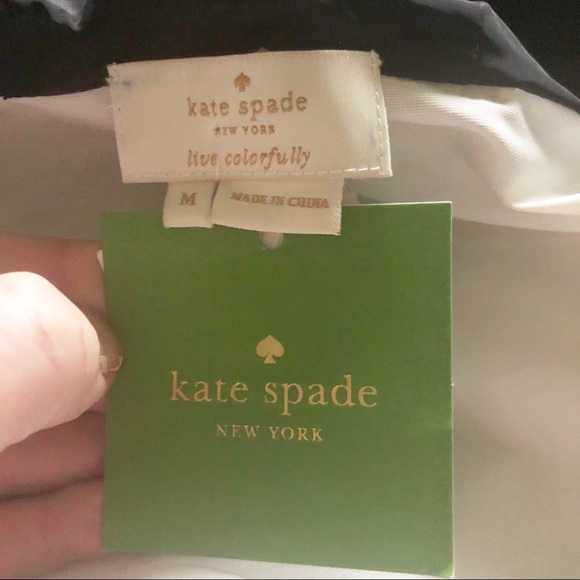 kate spade
NEW YORK
live colorfully
M
MADE IN CHINA
kate spade
NEW YORK